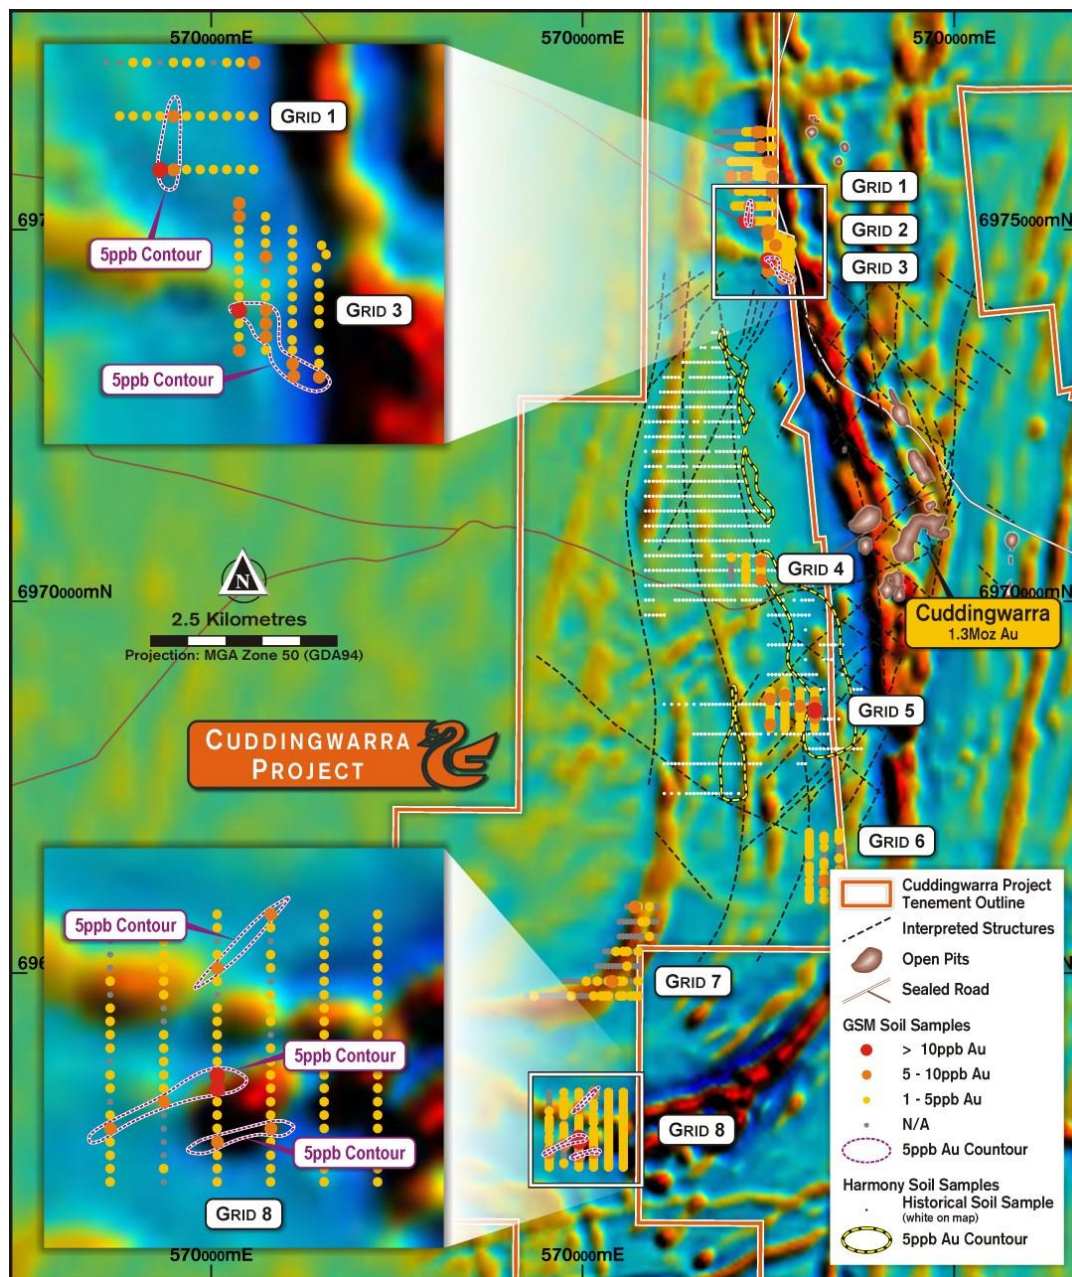 570000mE
570000mE
570000mE
GRID 1
5ppb Contour
GRID 3
5ppb Contour
697
GRID 1
GRID 2
GRID 3
6975000mN
GRID 4
6970000mN
6970000mN
N
2.5 Kilometres
Projection: MGA Zone 50 (GDA94)
Cuddingwarra
1.3Moz Au
CUDDINGWARRA
PROJECT
GRID 5
GRID 6
GRID 7
GRID 8
5ppb Contour
5ppb Contour
5ppb Contour
GRID 8
696
570000mE
570000mE
Cuddingwarra Project
Tenement Outline
Interpreted Structures
Open Pits
Sealed Road
GSM Soil Samples
> 10ppb Au
5 - 10ppb Au
1 - 5ppb Au
N/A
5ppb Au Countour
Harmony Soil Samples
Historical Soil Sample
(white on map)
5ppb Au Countour